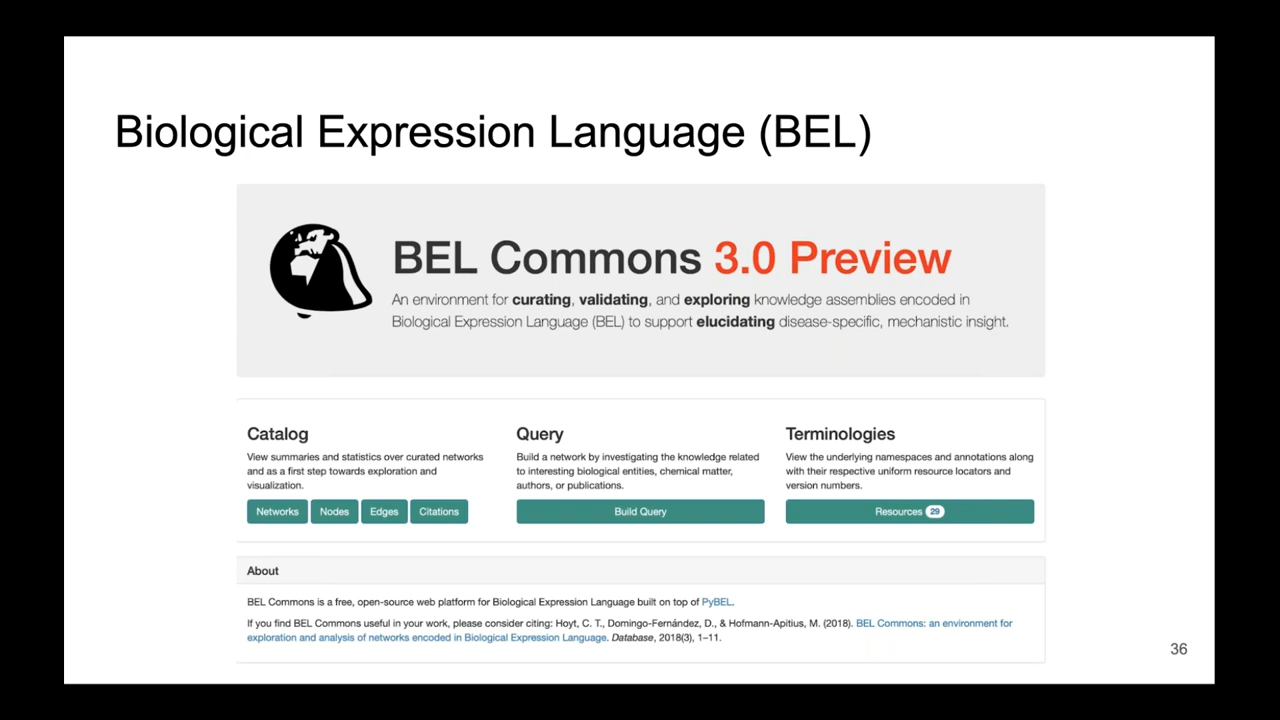 Biological Expression Language (BEL)
BEL Commons 3.0 Preview
An environment for curating, validating, and exploring knowledge assemblies encoded in
Biological Expression Language (BEL) to support elucidating disease-specific, mechanistic insight.
Catalog
View summaries and statistics over curated networks
and as a first step towards exploration and
visualization.
Networks Nodes Edges Citations
Query
Build a network by investigating the knowledge related
to interesting biological entities, chemical matter,
authors, or publications.
Build Query
Terminologies
View the underlying namespaces and annotations along
with their respective uniform resource locators and
version numbers.
Resources 29
About
BEL Commons is a free, open-source web platform for Biological Expression Language built on top of PyBEL.
If you find BEL Commons useful in your work, please consider citing: Hoyt, C. T., Domingo-Fernández, D., & Hofmann-Apitius, M. (2018). BEL Commons: an environment for
exploration and analysis of networks encoded in Biological Expression Language. Database, 2018(3), 1–11.
36